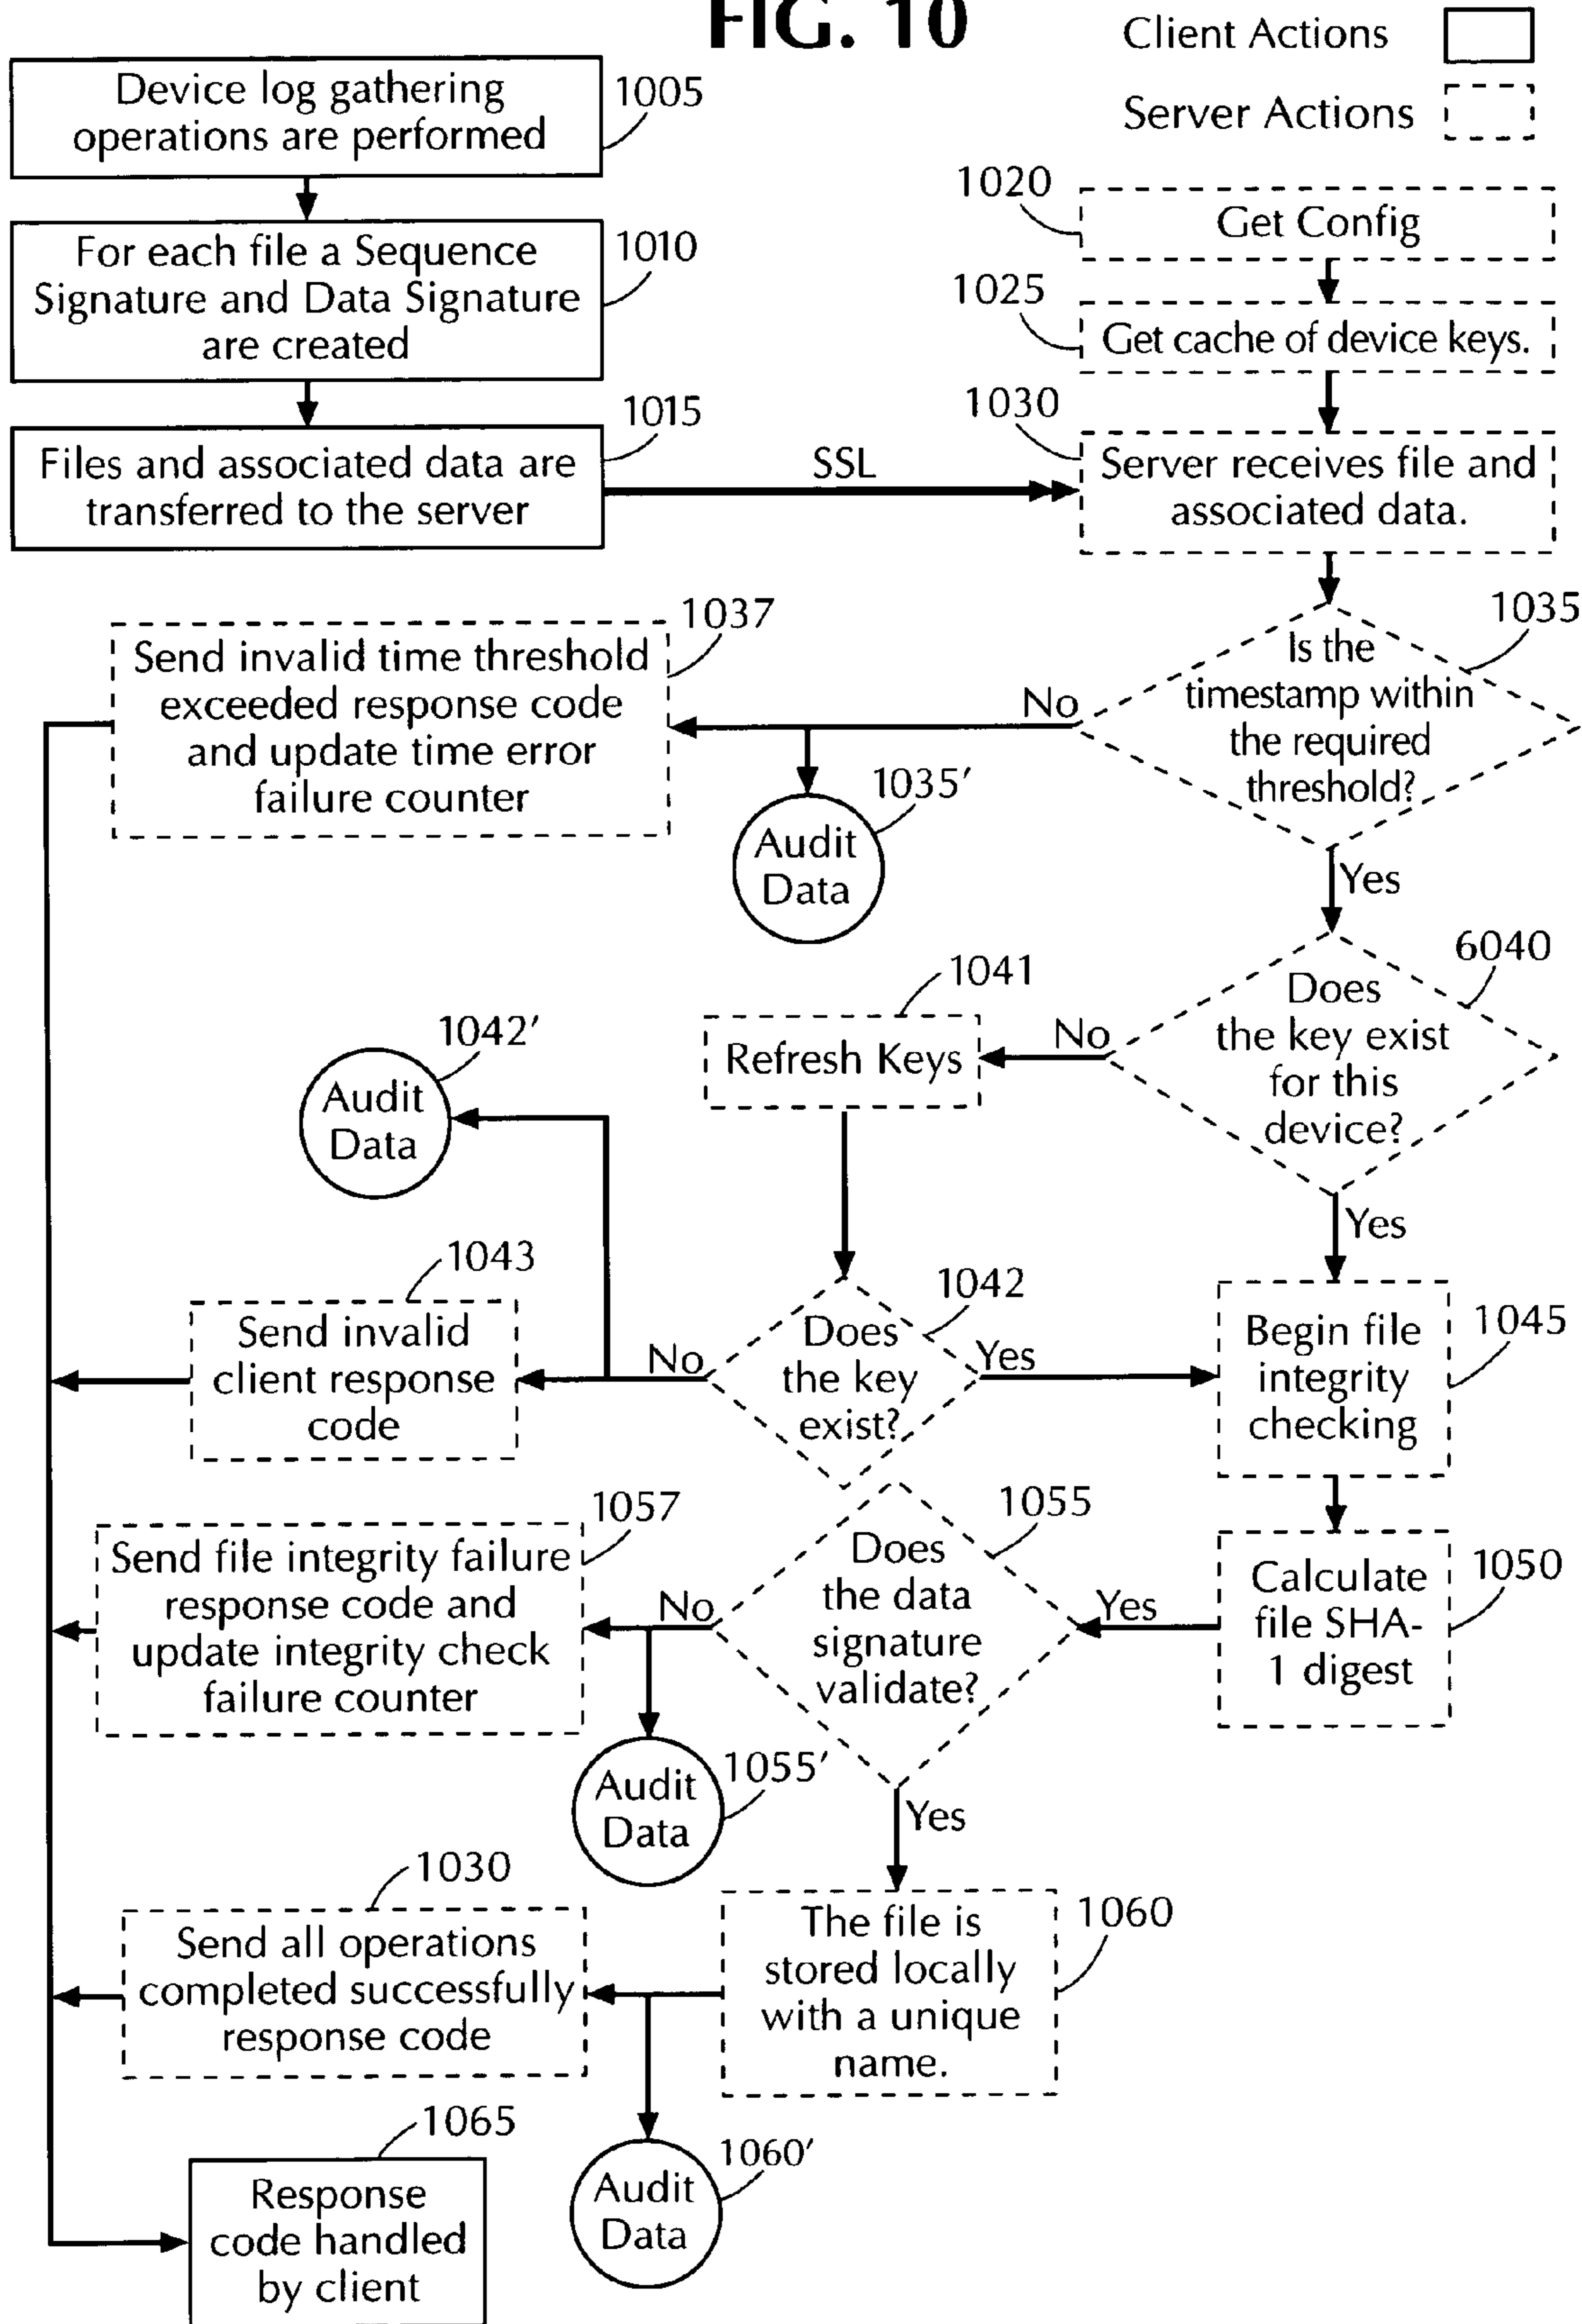 FIG. 10
Client Actions
Server Actions
Device log gathering
operations are performed
1005
For each file a Sequence
Signature and Data Signature
are created
1010
Files and associated data are
transferred to the server
1015
SSL
1020
Get Config
1025
Get cache of device keys.
1030
Server receives file and
associated data.
1035
Is the
timestamp within
the required
threshold?
No
Yes
1037
Send invalid time threshold
exceeded response code
and update time error
failure counter
1035'
Audit
Data
6040
Does
the key exist
for this
device?
No
Yes
1041
Refresh Keys
1042'
Audit
Data
1043
Send invalid
client response
code
1042
Does
the key
exist?
No
Yes
1045
Begin file
integrity
checking
1050
Calculate
file SHA-
1 digest
Yes
1055
Does
the data
signature
validate?
No
Yes
1057
Send file integrity failure
response code and
update integrity check
failure counter
1055'
Audit
Data
1060
The file is
stored locally
with a unique
name.
1030
Send all operations
completed successfully
response code
1060'
Audit
Data
1065
Response
code handled
by client